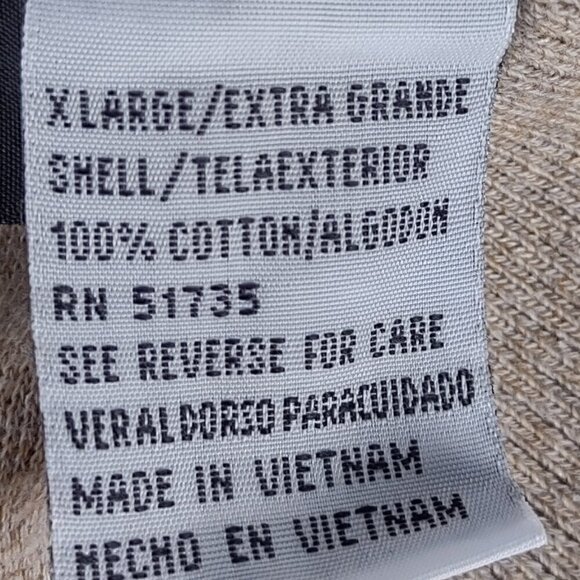 XLARGE/EXTRA GRANDE
SHELL/TELAEXTERIOR
100% COTTON/ALGODON
RN 51735
SEE REVERSE FOR CARE
VERALDORSO PARACUIDADO
MADE IN VIETNAM
HECHO EN VIETNAM